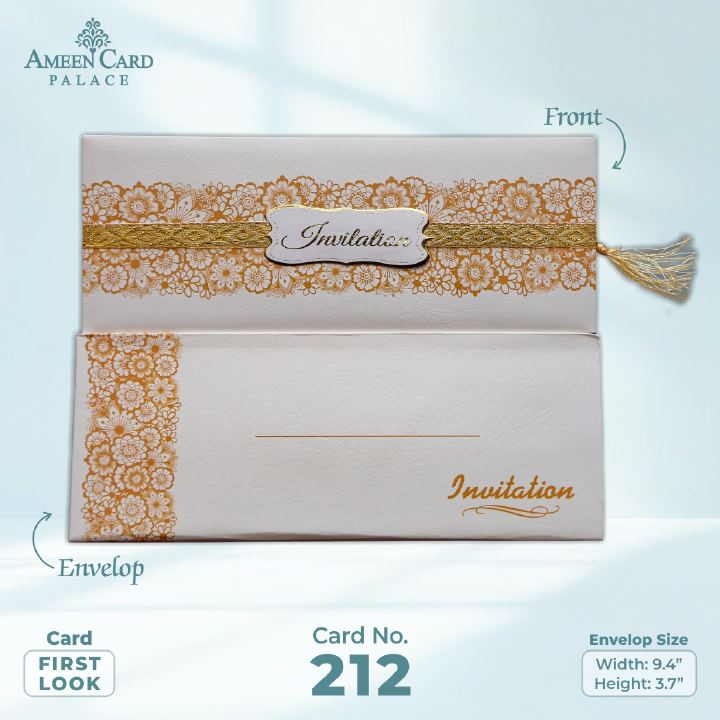 AMEEN CARD
PALACE
Front
Invitation
Invitation
Envelop
Card
FIRST
LOOK
Card No.
212
Envelop Size
Width: 9.4”
Height: 3.7”